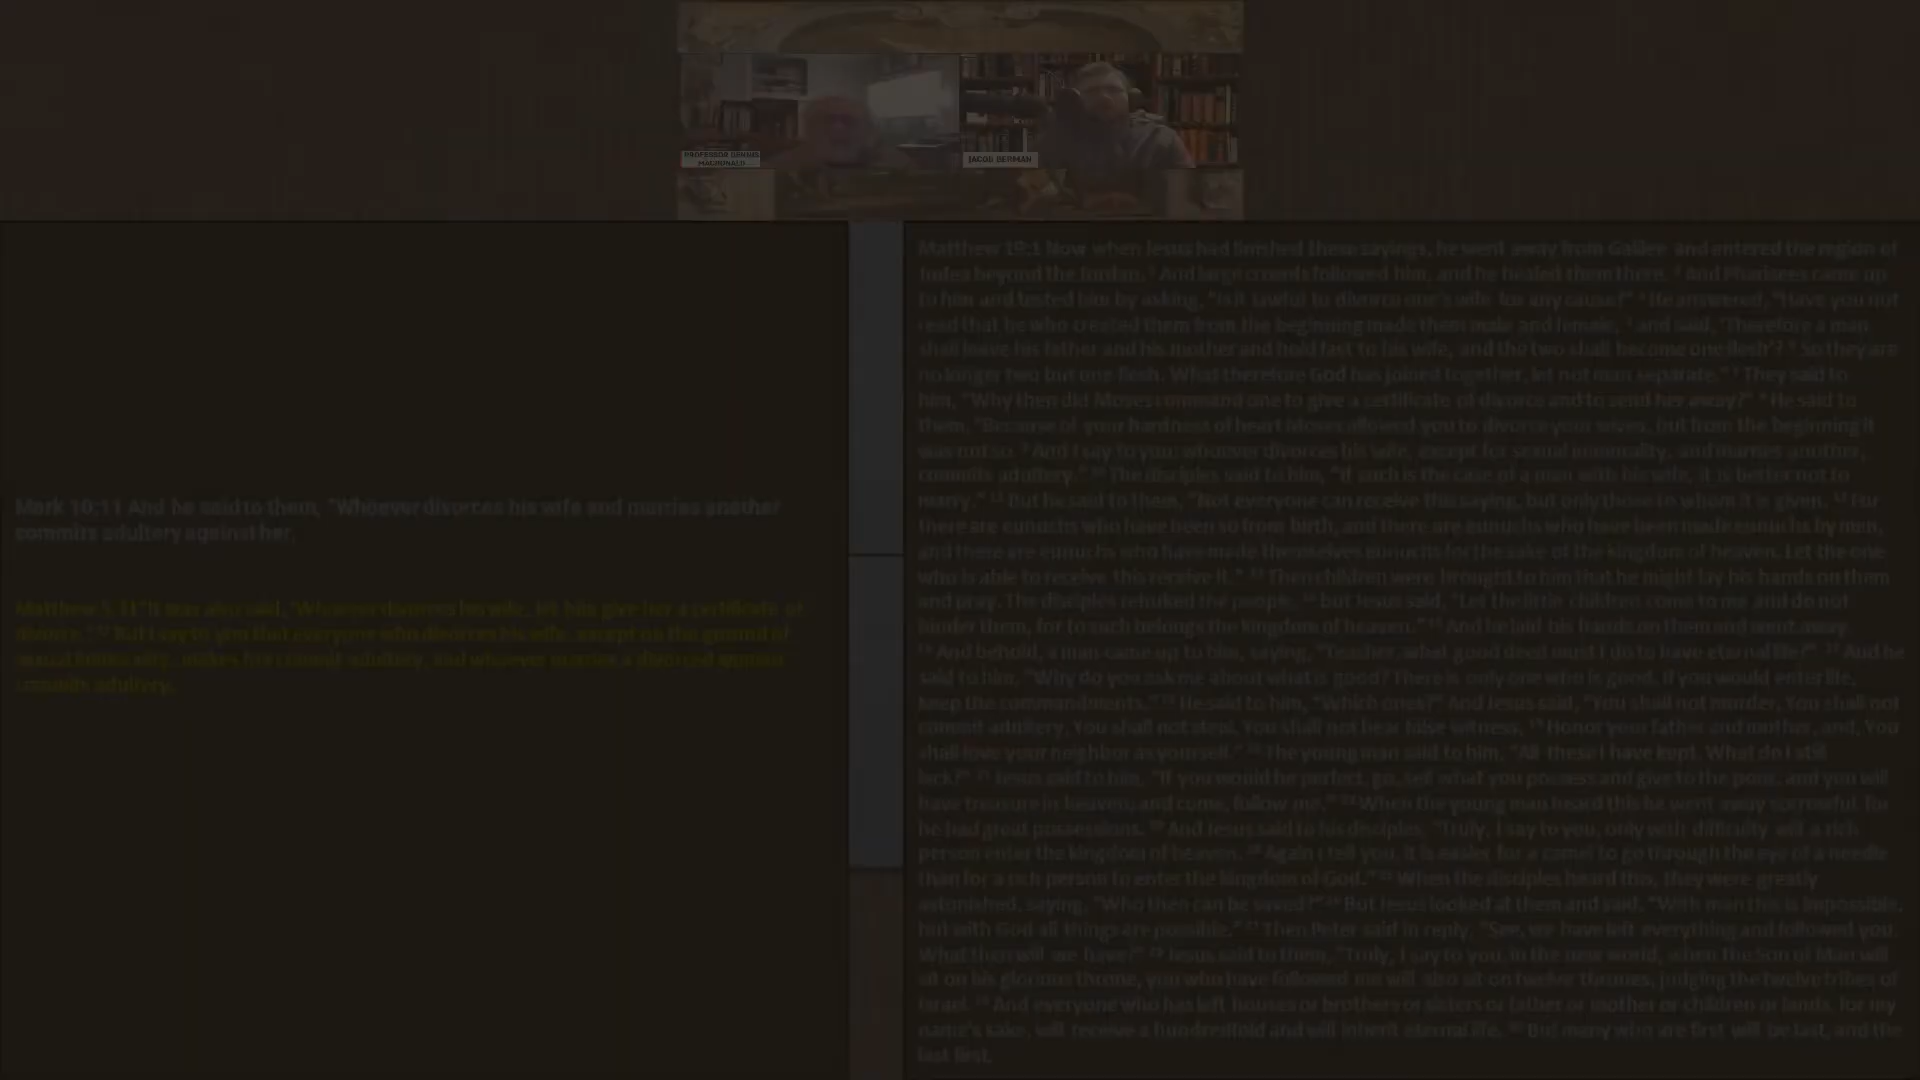 PROFESSOR DENNIS
MACDONALD
JACOB BERMAN
Mark 10:11 And he said to them, "Whoever divorces his wife and marries another
commits adultery against her,
Matthew 5:31 "It was also said, 'Whoever divorces his wife, let him give her a certificate of
divorce.' 32 But I say to you that everyone who divorces his wife, except on the ground of
sexual immorality, makes her commit adultery, and whoever marries a divorced woman
commits adultery.
Matthew 19:1 Now when Jesus had finished these sayings, he went away from Galilee and entered the region of
Judea beyond the Jordan. 2 And large crowds followed him, and he healed them there. 3 And Pharisees came up
to him and tested him by asking, "Is it lawful to divorce one's wife for any cause?" 4 He answered, "Have you not
read that he who created them from the beginning made them male and female, 5 and said, 'Therefore a man
shall leave his father and his mother and hold fast to his wife, and the two shall become one flesh'? 6 So they are
no longer two but one flesh. What therefore God has joined together, let not man separate." 7 They said to
him, "Why then did Moses command one to give a certificate of divorce and to send her away?" 8 He said to
them, "Because of your hardness of heart Moses allowed you to divorce your wives, but from the beginning it
was not so. 9 And I say to you: whoever divorces his wife, except for sexual immorality, and marries another,
commits adultery." 10 The disciples said to him, "If such is the case of a man with his wife, it is better not to
marry." 11 But he said to them, "Not everyone can receive this saying, but only those to whom it is given. 12 For
there are eunuchs who have been so from birth, and there are eunuchs who have been made eunuchs by men,
and there are eunuchs who have made themselves eunuchs for the sake of the kingdom of heaven. Let the one
who is able to receive this receive it." 13 Then children were brought to him that he might lay his hands on them
and pray. The disciples rebuked the people, 14 but Jesus said, "Let the little children come to me and do not
hinder them, for to such belongs the kingdom of heaven." 15 And he laid his hands on them and went away.
16 And behold, a man came up to him, saying, "Teacher, what good deed must I do to have eternal life?" 17 And he
said to him, "Why do you ask me about what is good? There is only one who is good. If you would enter life,
keep the commandments." 18 He said to him, "Which ones?" And Jesus said, "You shall not murder, You shall not
commit adultery, You shall not steal, You shall not bear false witness, 19 Honor your father and mother, and, You
shall love your neighbor as yourself." 20 The young man said to him, "All these I have kept. What do I still
lack?" 21 Jesus said to him, "If you would be perfect, go, sell what you possess and give to the poor, and you will
have treasure in heaven; and come, follow me." 22 When the young man heard this he went away sorrowful, for
he had great possessions. 23 And Jesus said to his disciples, "Truly, I say to you, only with difficulty will a rich
person enter the kingdom of heaven. 24 Again I tell you, it is easier for a camel to go through the eye of a needle
than for a rich person to enter the kingdom of God." 25 When the disciples heard this, they were greatly
astonished, saying, "Who then can be saved?" 26 But Jesus looked at them and said, "With man this is impossible,
but with God all things are possible." 27 Then Peter said in reply, "See, we have left everything and followed you.
What then will we have?" 28 Jesus said to them, "Truly, I say to you, in the new world, when the Son of Man will
sit on his glorious throne, you who have followed me will also sit on twelve thrones, judging the twelve tribes of
Israel. 29 And everyone who has left houses or brothers or sisters or father or mother or children or lands, for my
name's sake, will receive a hundredfold and will inherit eternal life. 30 But many who are first will be last, and the
last first.